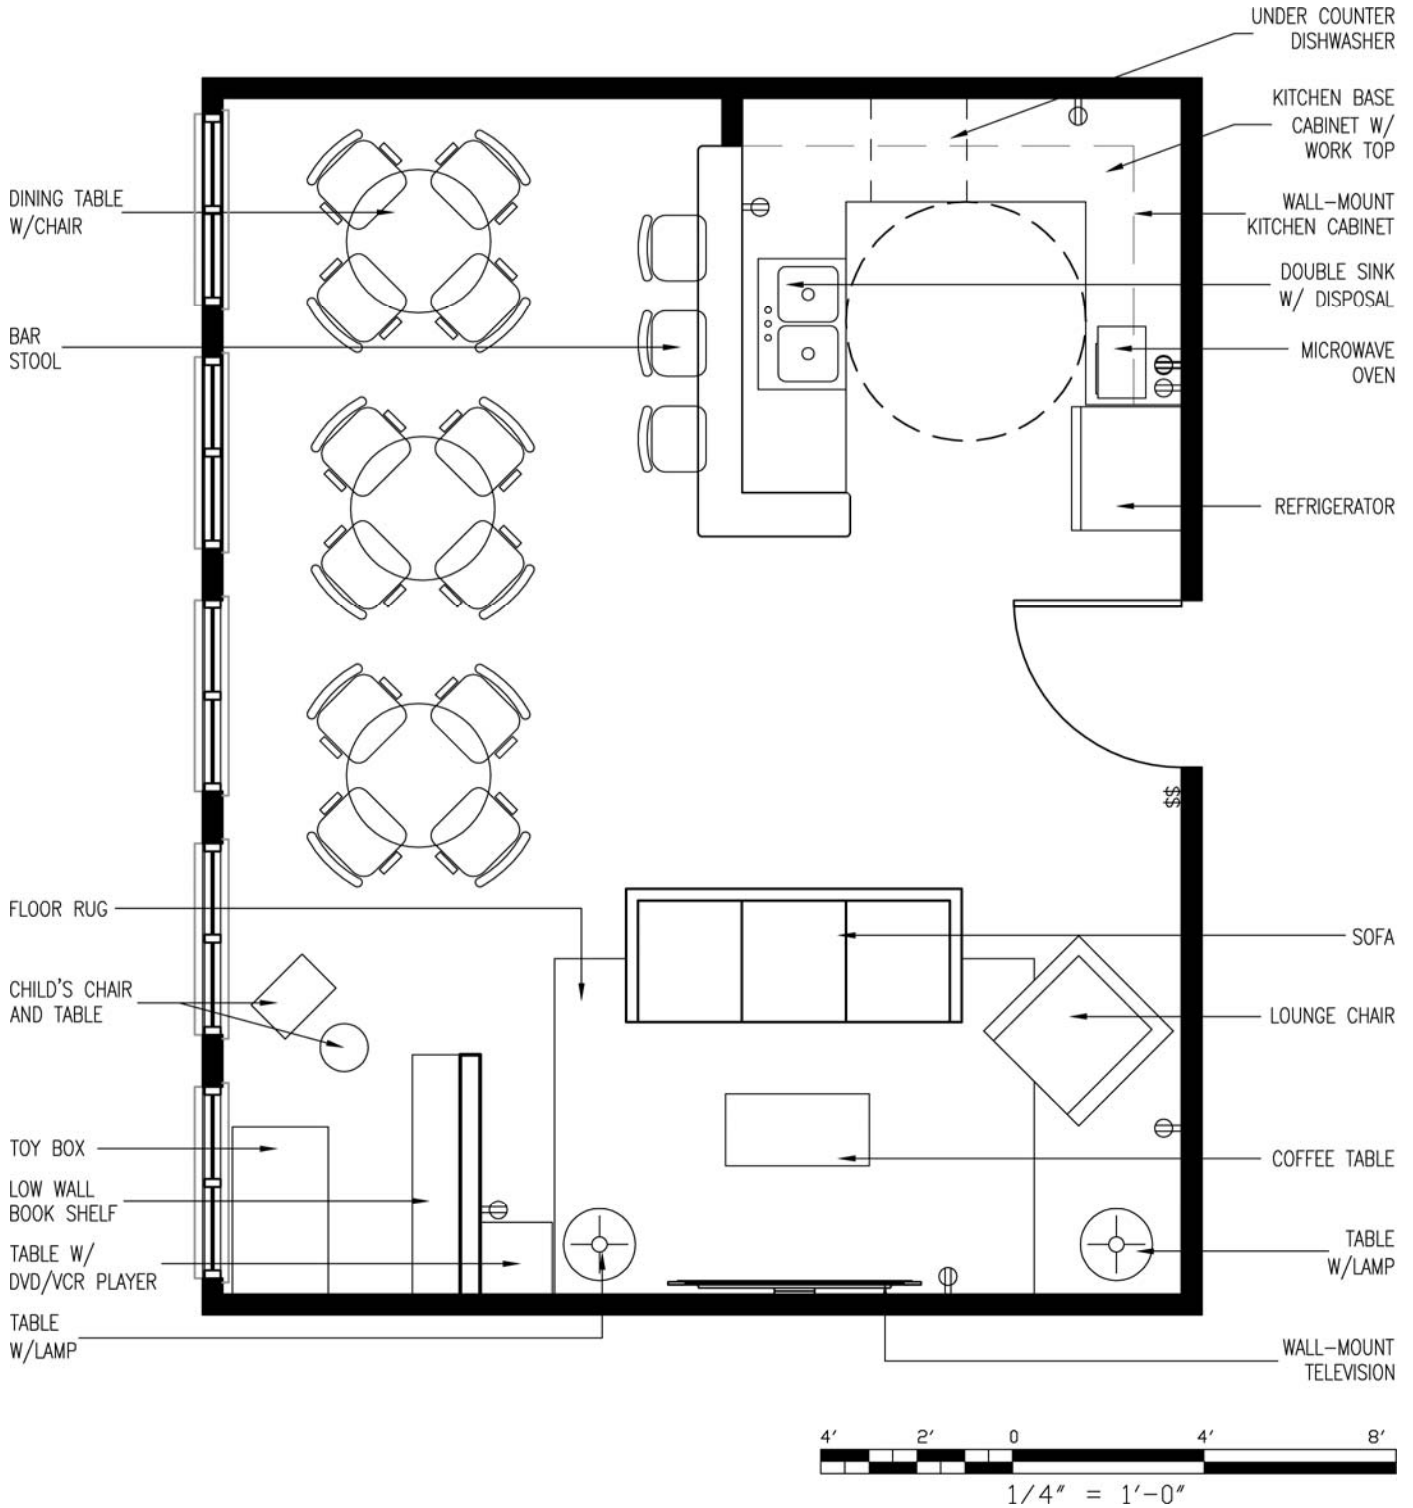 UNDER COUNTER
DISHWASHER
KITCHEN BASE
CABINET W/
WORK TOP
DINING TABLE
W/CHAIR
WALL-MOUNT
KITCHEN CABINET
DOUBLE SINK
W/ DISPOSAL
BAR
STOOL
MICROWAVE
OVEN
REFRIGERATOR
$$
FLOOR RUG
SOFA
CHILD'S CHAIR
AND TABLE
LOUNGE CHAIR
TOY BOX
COFFEE TABLE
LOW WALL
BOOK SHELF
TABLE W/
DVD/VCR PLAYER
TABLE
W/LAMP
TABLE
W/LAMP
WALL-MOUNT
TELEVISION
4' 2' 0 4' 8'
1/4" = 1'-0"